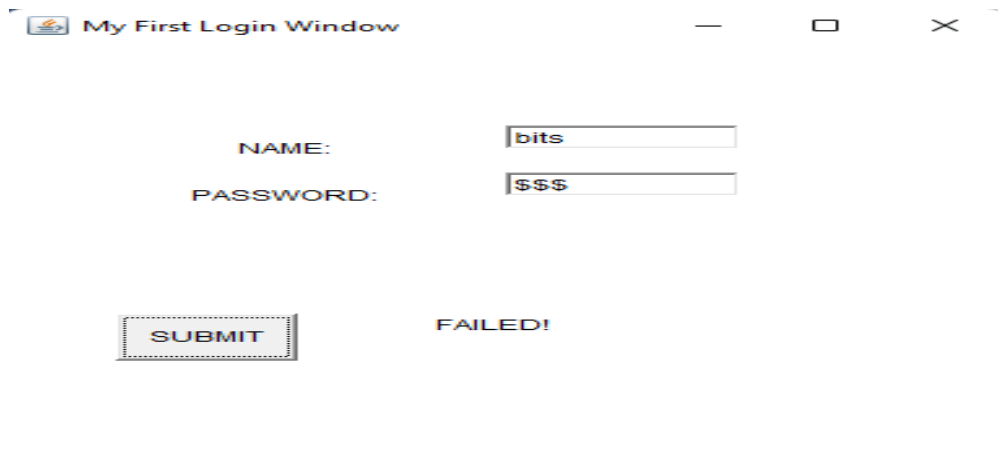 My First Login Window
NAME: bits
PASSWORD: $$$
SUBMIT FAILED!